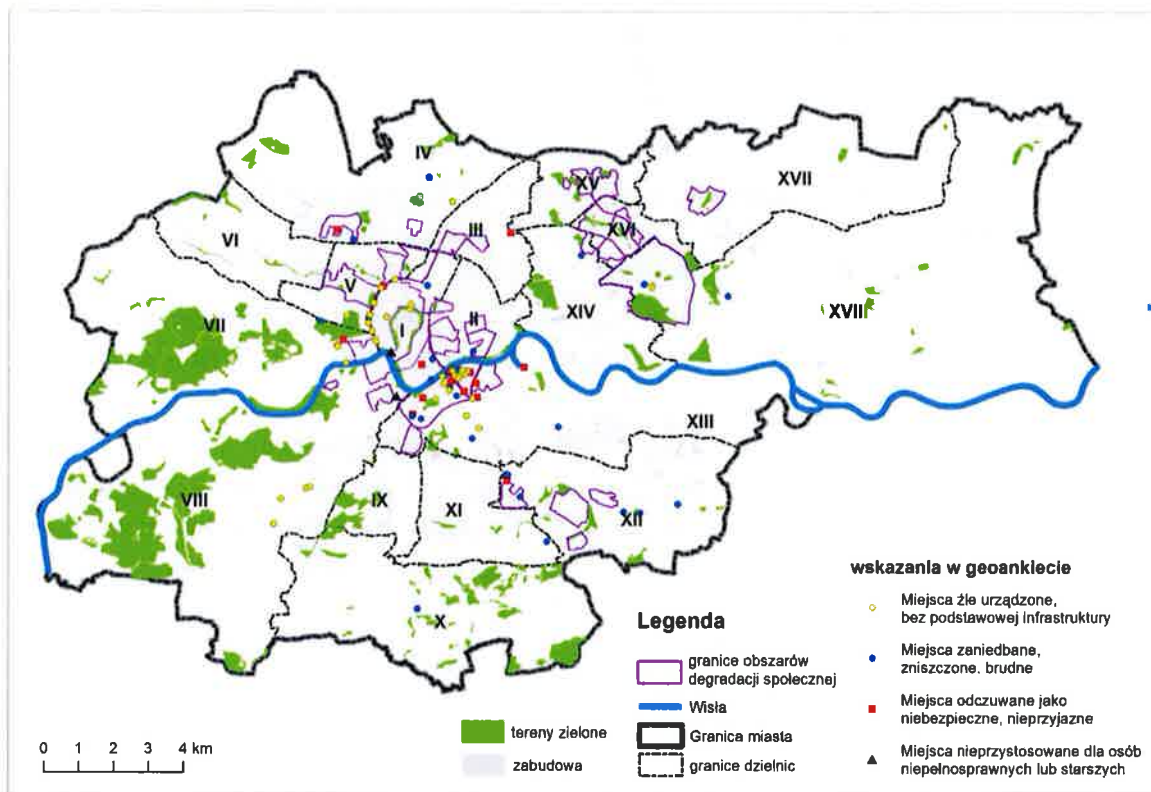 IV
XV
XVII
III
XVI
VI
V
I
II
XIV
VII
XVII
XIII
VIII
IX
XI
XII
X
wskazania w geoankiecie
Miejsca źle urządzone,
bez podstawowej infrastruktury
Miejsca zaniedbane,
zniszczone, brudne
Miejsca odczuwane jako
niebezpieczne, nieprzyjazne
Miejsca nieprzystosowane dla osób
niepełnosprawnych lub starszych
Legenda
granice obszarów
degradacji społecznej
Wisła
Granica miasta
granice dzielnic
tereny zielone
zabudowa
0 1 2 3 4 km